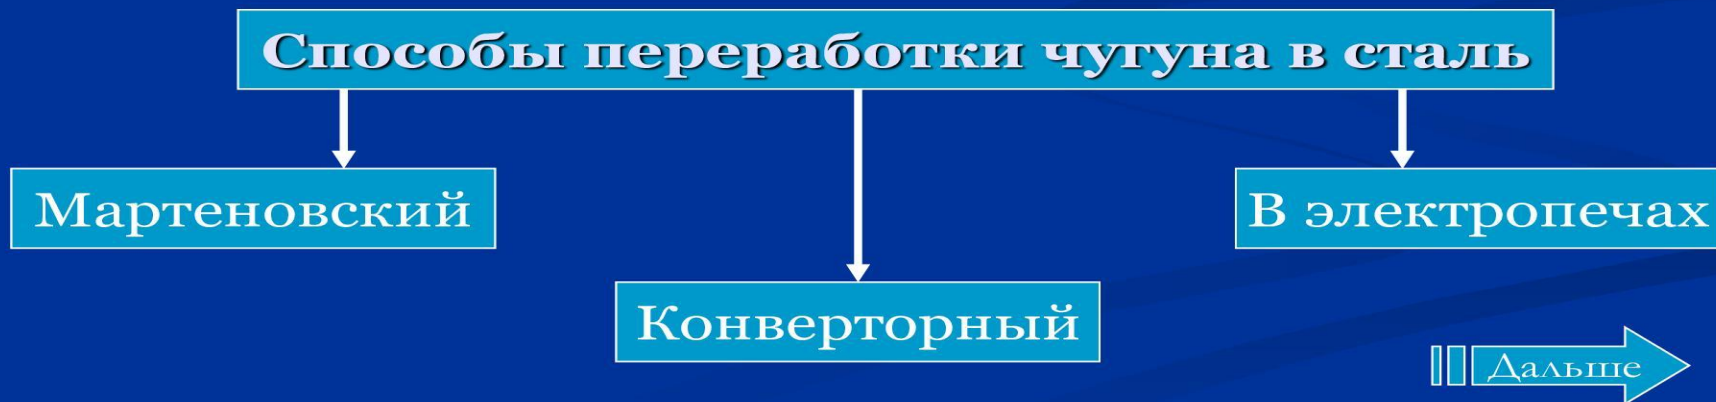 Способы переработки чугуна в сталь
Мартеновский
В электропечах
Конверторный
Дальше